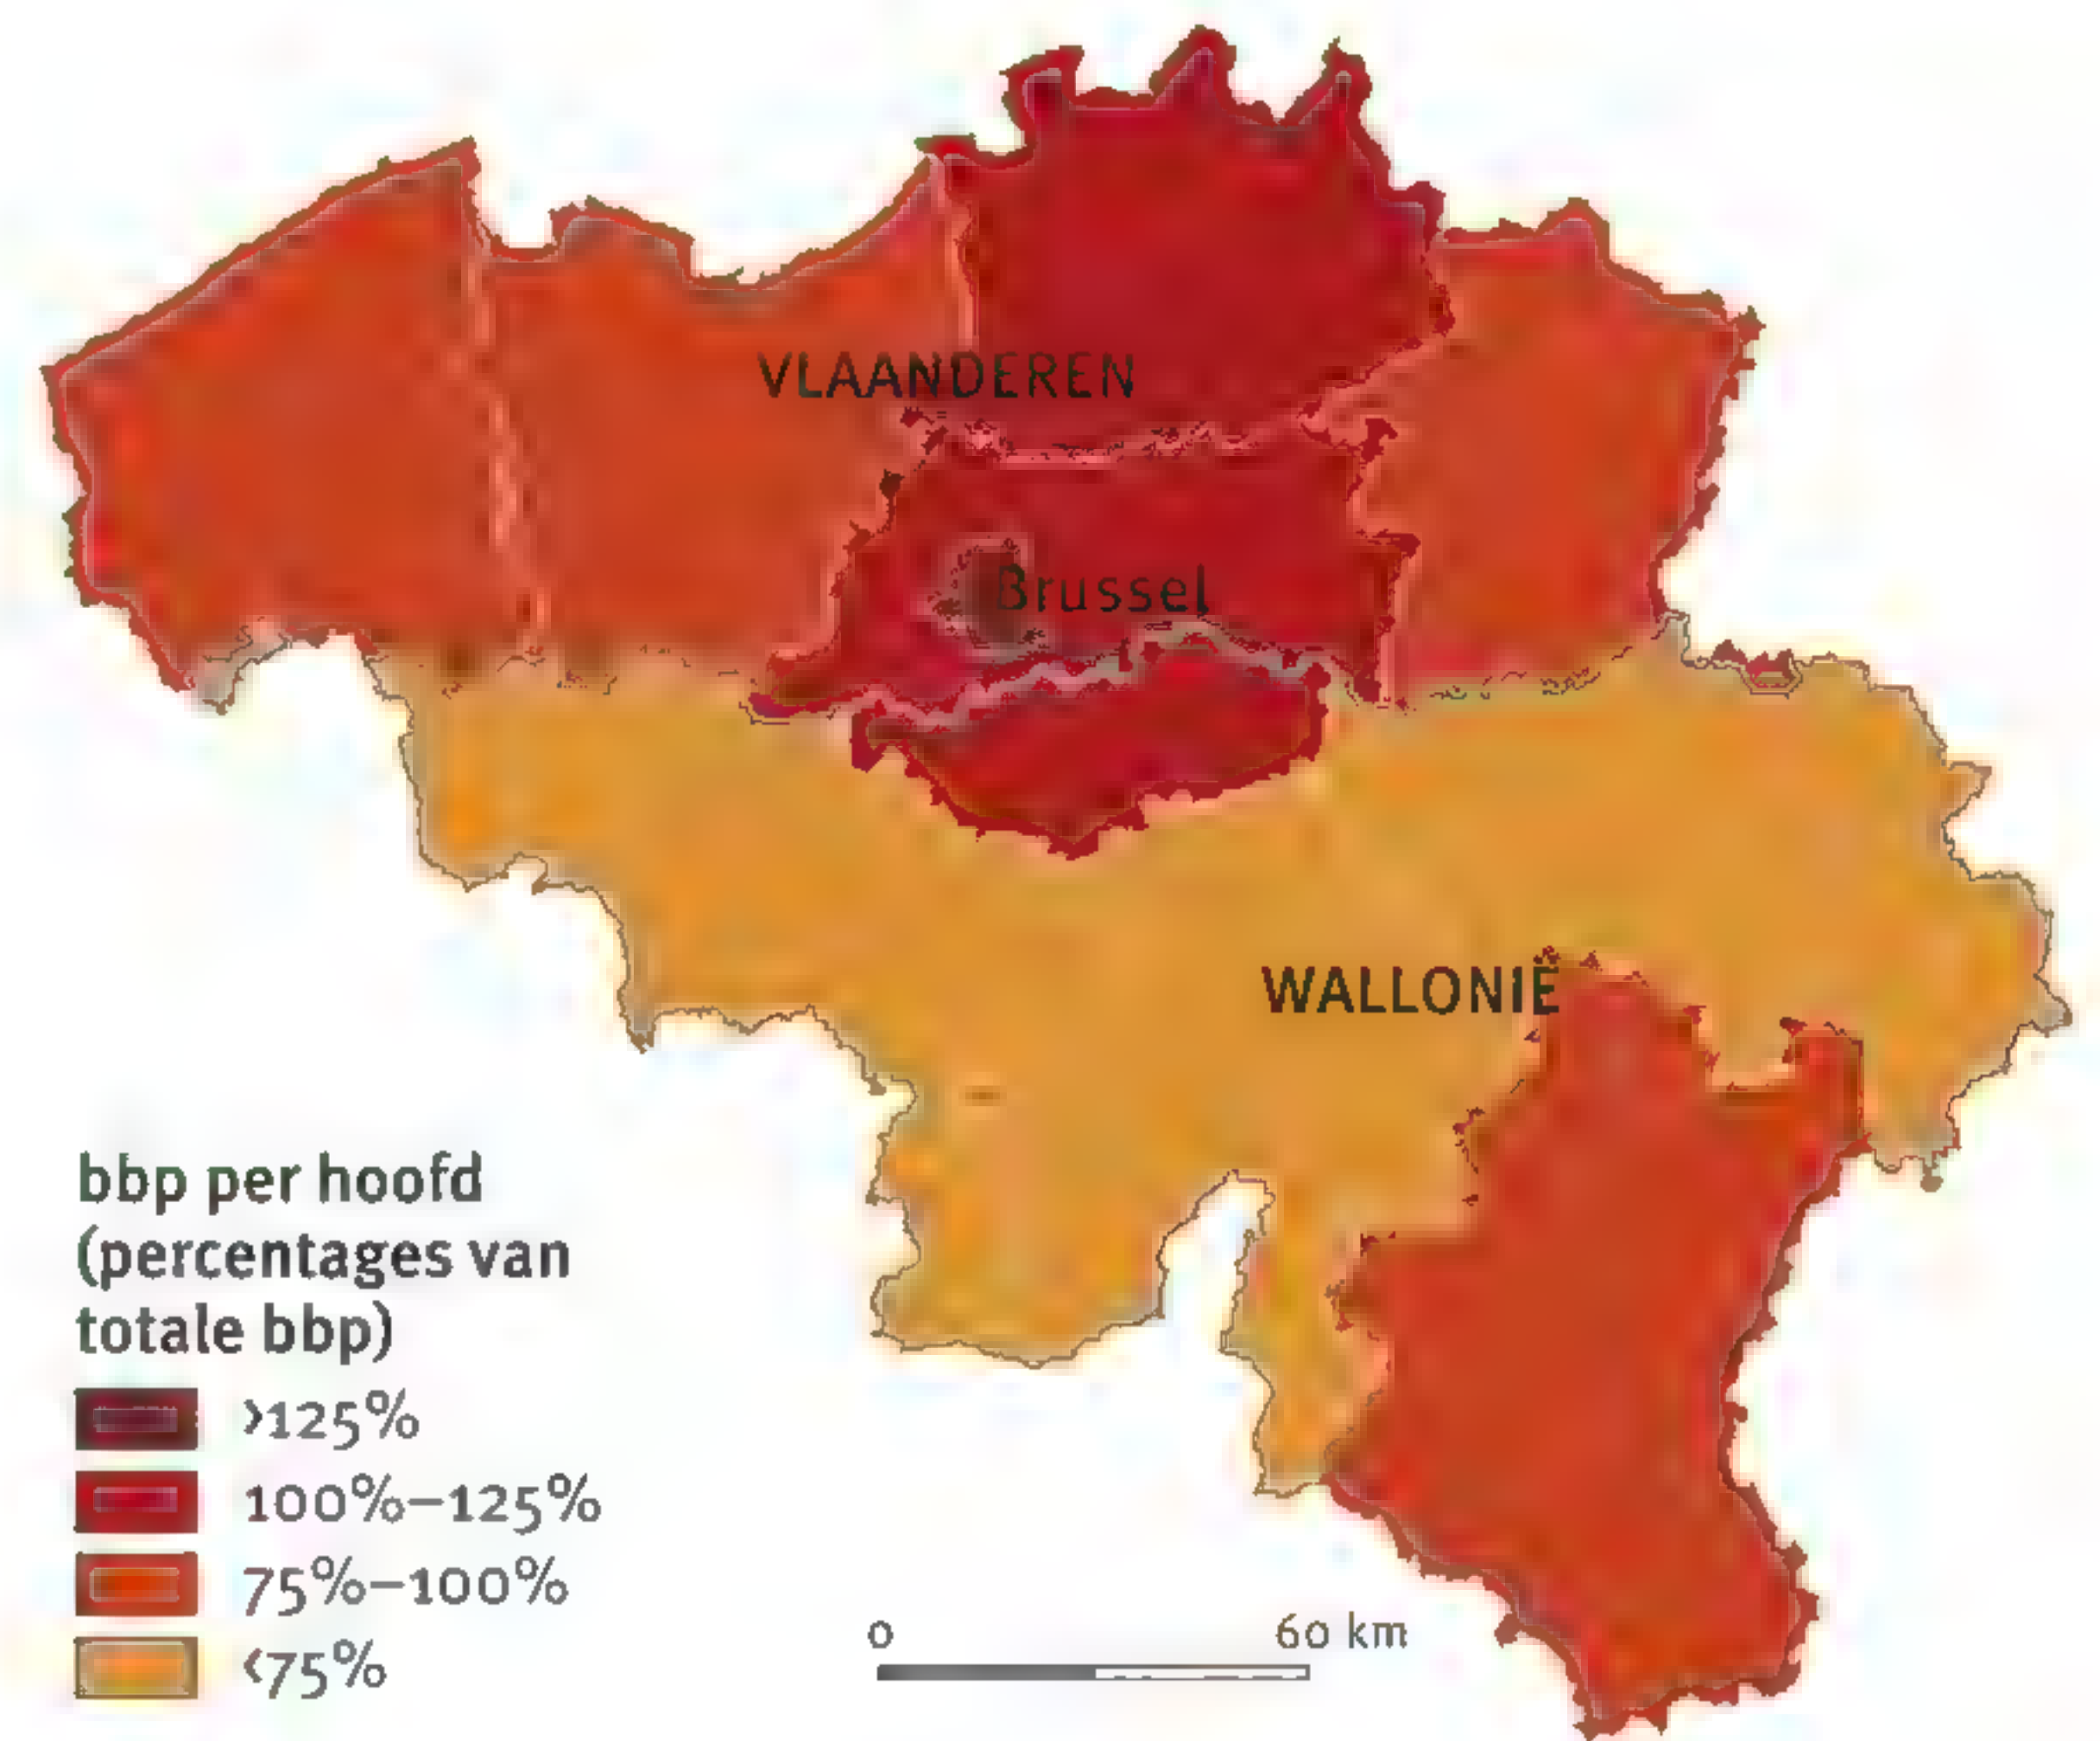 VLAANDEREN
Brussel
WALLONIË
bbp per hoofd
(percentages van
totale bbp)
>125%
100%–125%
75%–100%
<75%
0 60 km